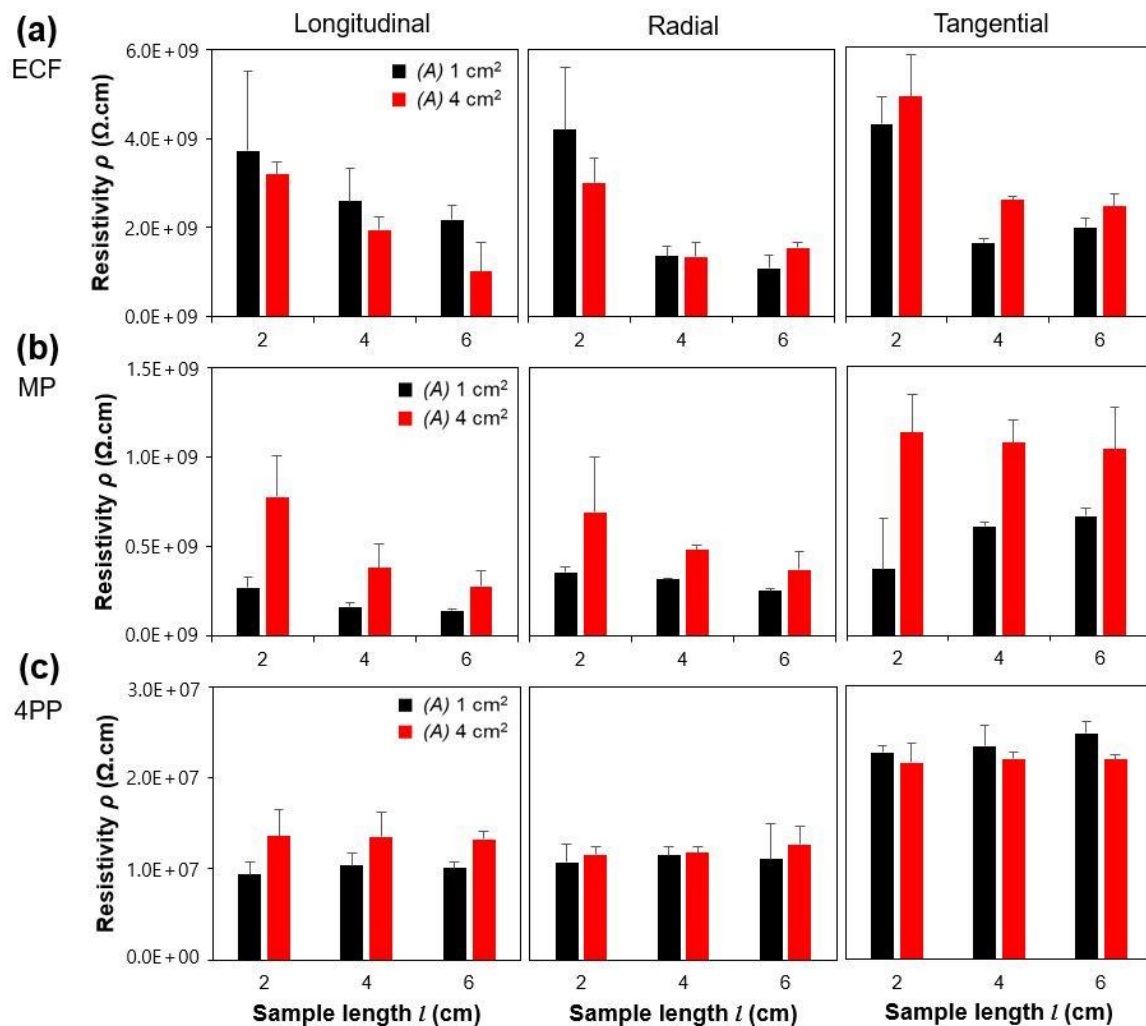 (a)
ECF
Longitudinal
Radial
Tangential
Resistivity ρ (Ω.cm)
6.0E+09
4.0E+09
2.0E+09
0.0E+09
(A) 1 cm²
(A) 4 cm²
2 4 6
2 4 6
2 4 6
(b)
MP
Resistivity ρ (Ω.cm)
1.5E+09
1.0E+09
0.5E+09
0.0E+09
(A) 1 cm²
(A) 4 cm²
2 4 6
2 4 6
2 4 6
(c)
4PP
Resistivity ρ (Ω.cm)
3.0E+07
2.0E+07
1.0E+07
0.0E+00
(A) 1 cm²
(A) 4 cm²
2 4 6
2 4 6
2 4 6
Sample length l (cm)
Sample length l (cm)
Sample length l (cm)